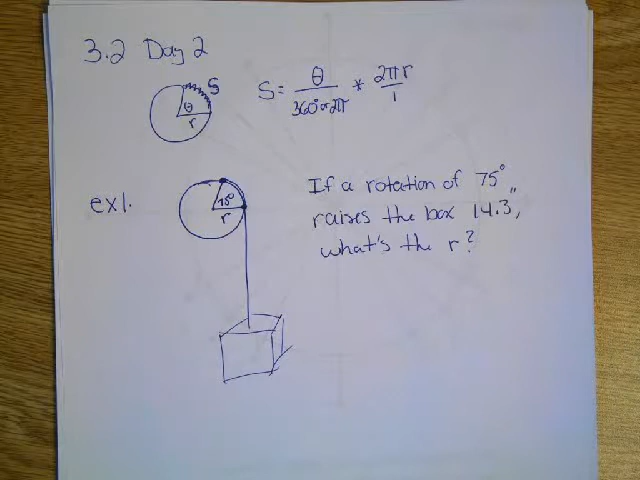 3.2 Day 2
S
θ
r
S = θ / 360° or 2πr * 2πr / 1
ex1.
75°
r
If a rotation of 75°
raises the box 14.3",
what's the r?